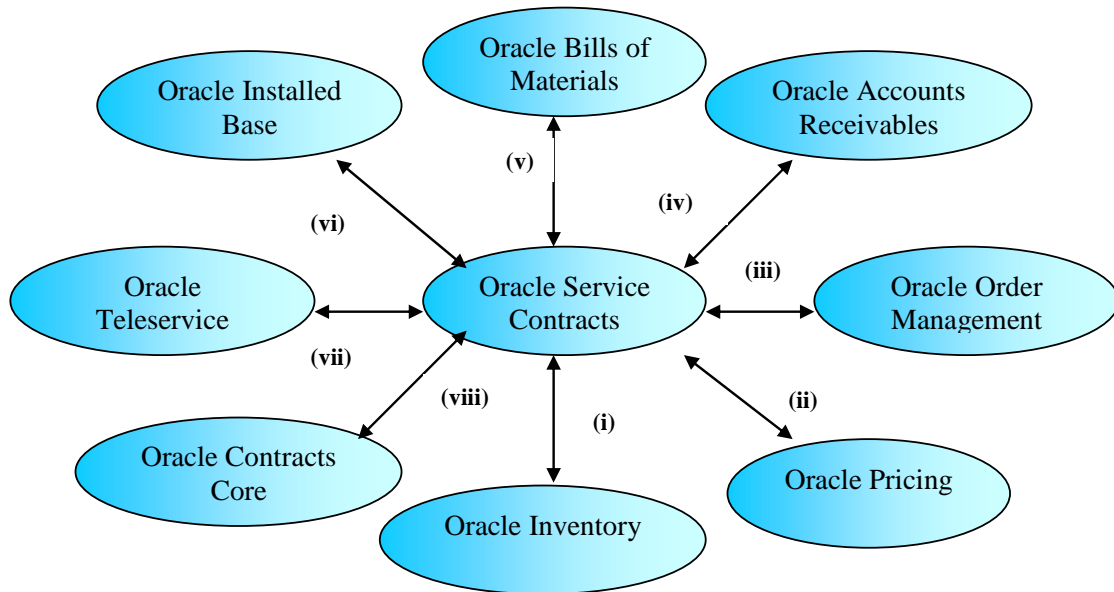 Oracle Bills of
Materials
Oracle Installed
Base
Oracle Accounts
Receivables
(v)
(iv)
(vi)
(iii)
Oracle
Teleservice
Oracle Service
Contracts
Oracle Order
Management
(vii)
(viii)
(ii)
(i)
Oracle Contracts
Core
Oracle Pricing
Oracle Inventory